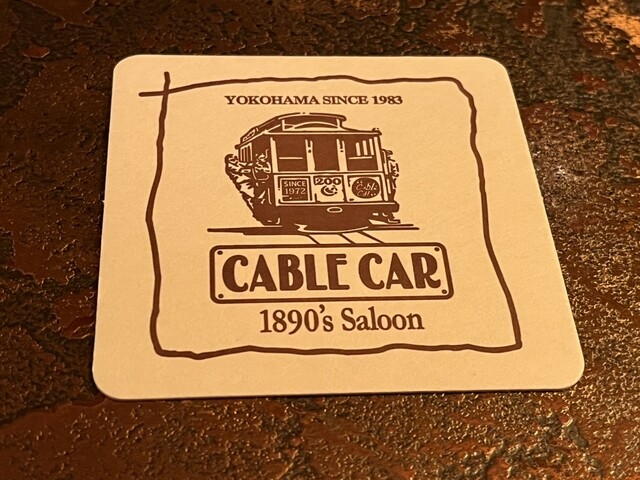 YOKOHAMA SINCE 1983
SINCE
1972
200
CABLE CAR
1890's Saloon